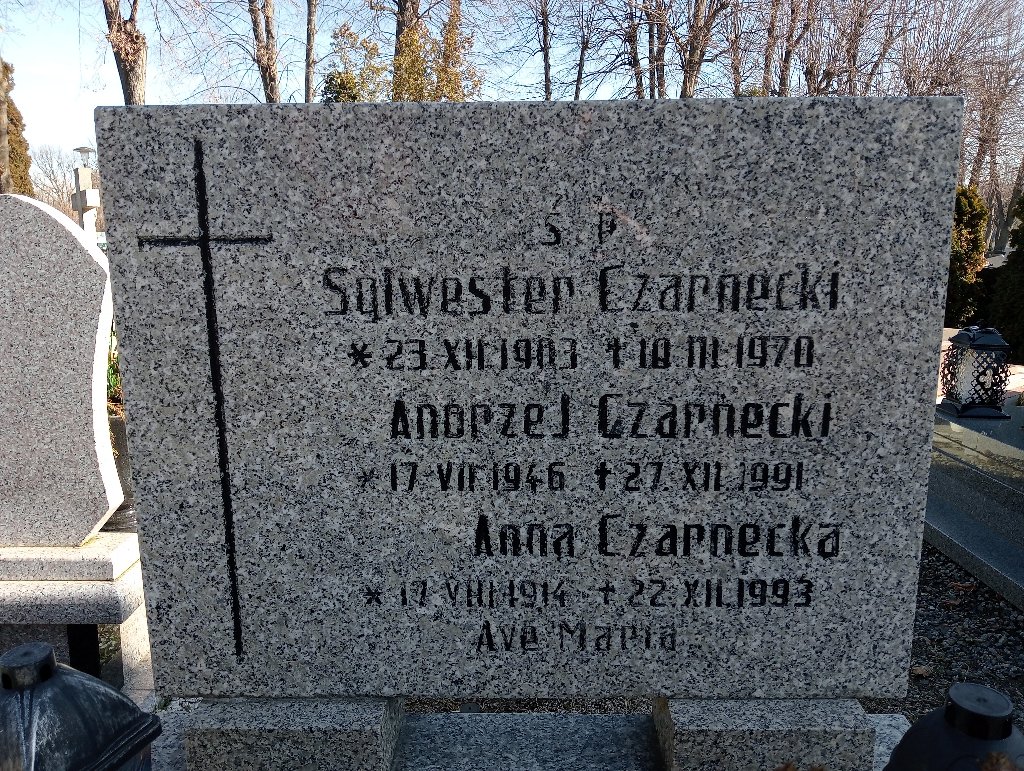 Ś. P.
Sylwester Czarnecki
* 23.XII.1903 † 10.III.1970
Andrzej Czarnecki
* 17.VII.1946 † 27.XII.1991
Anna Czarnecka
* 17.VIII.1914 † 22.XII.1993
Ave Maria